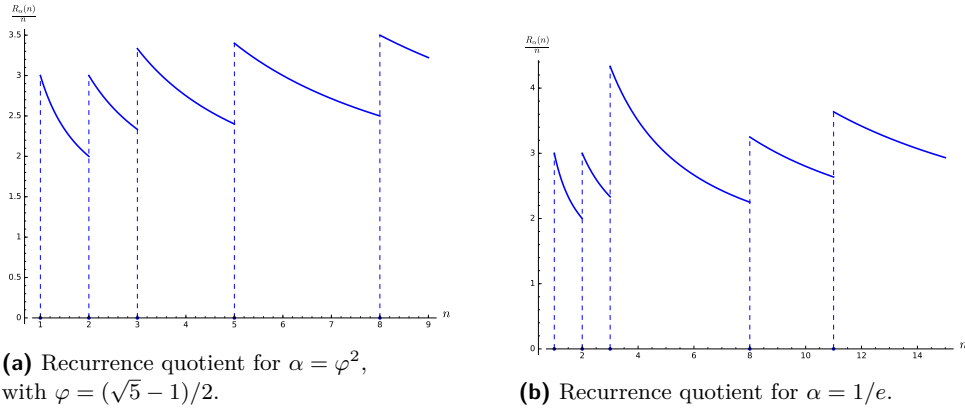 R_α(n)/n
3.5
3
2.5
2
1.5
1
0.5
0
1 2 3 4 5 6 7 8 9 n
(a) Recurrence quotient for α = φ²,
with φ = (√5 − 1)/2.
R_α(n)/n
4
3
2
1
0
2 4 6 8 10 12 14 n
(b) Recurrence quotient for α = 1/e.